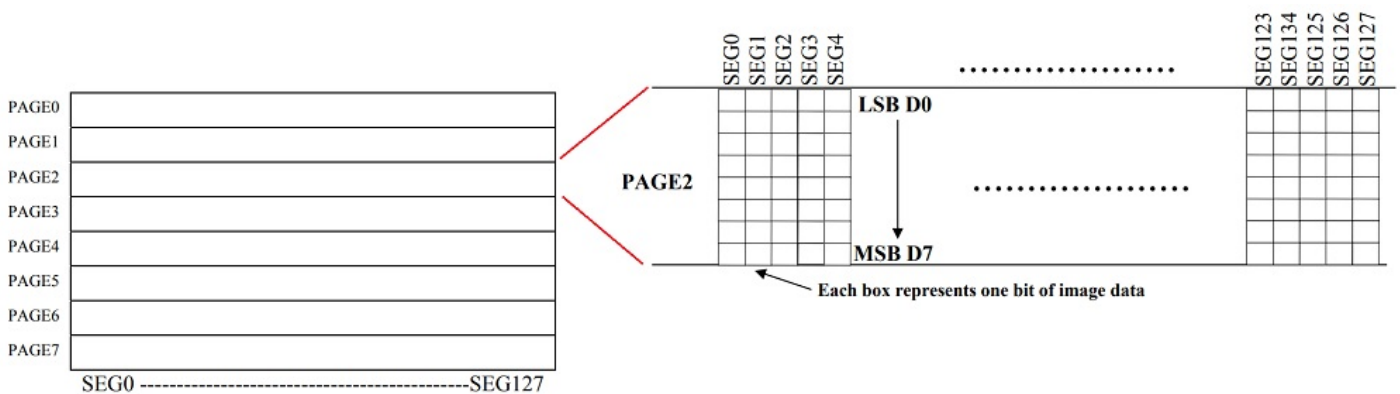 PAGE0
PAGE1
PAGE2
PAGE3
PAGE4
PAGE5
PAGE6
PAGE7
SEG0 ---------------------------------------------SEG127
SEG0
SEG1
SEG2
SEG3
SEG4
SEG123
SEG134
SEG125
SEG126
SEG127
LSB D0
PAGE2
MSB D7
Each box represents one bit of image data